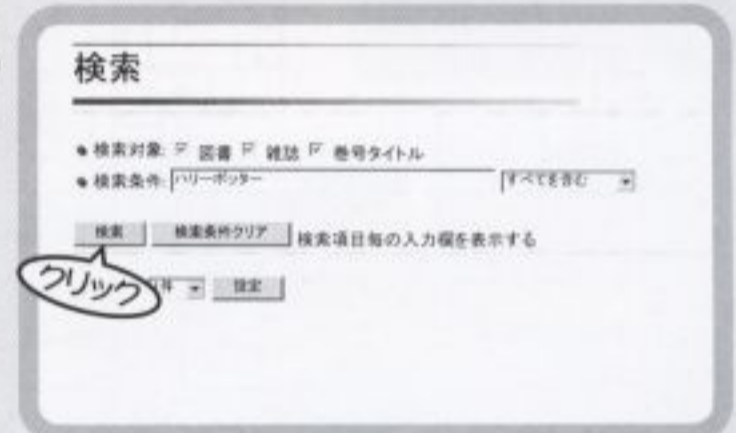 検索
検索対象: 図書 雑誌 巻号タイトル
検索条件: ハリーポッター すべてを含む
検索 検索条件クリア 検索項目毎の入力欄を表示する
クリック 件 設定